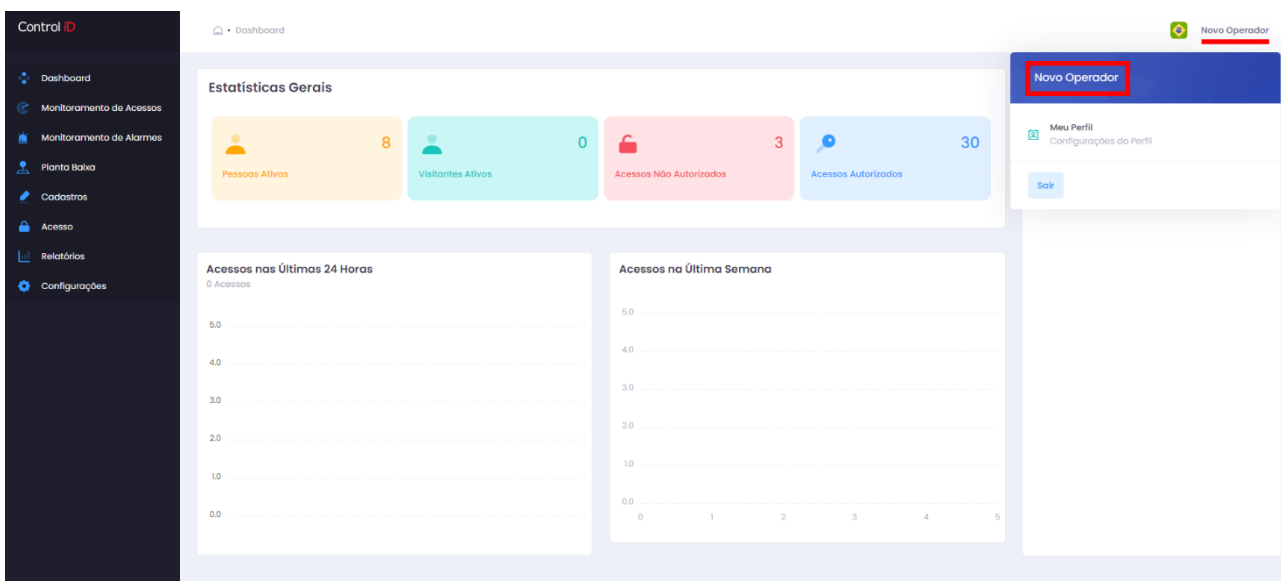 Control iD
Dashboard
Novo Operador
Dashboard
Monitoramento de Acessos
Monitoramento de Alarmes
Planta Baixa
Cadastros
Acesso
Relatórios
Configurações
Estatísticas Gerais
8
Pessoas Ativas
0
Visitantes Ativos
3
Acessos Não Autorizados
30
Acessos Autorizados
Novo Operador
Meu Perfil
Configurações do Perfil
Sair
Acessos nas Últimas 24 Horas
0 Acessos
5.0
4.0
3.0
2.0
1.0
0.0
Acessos na Última Semana
5.0
4.0
3.0
2.0
1.0
0.0
0 1 2 3 4 5